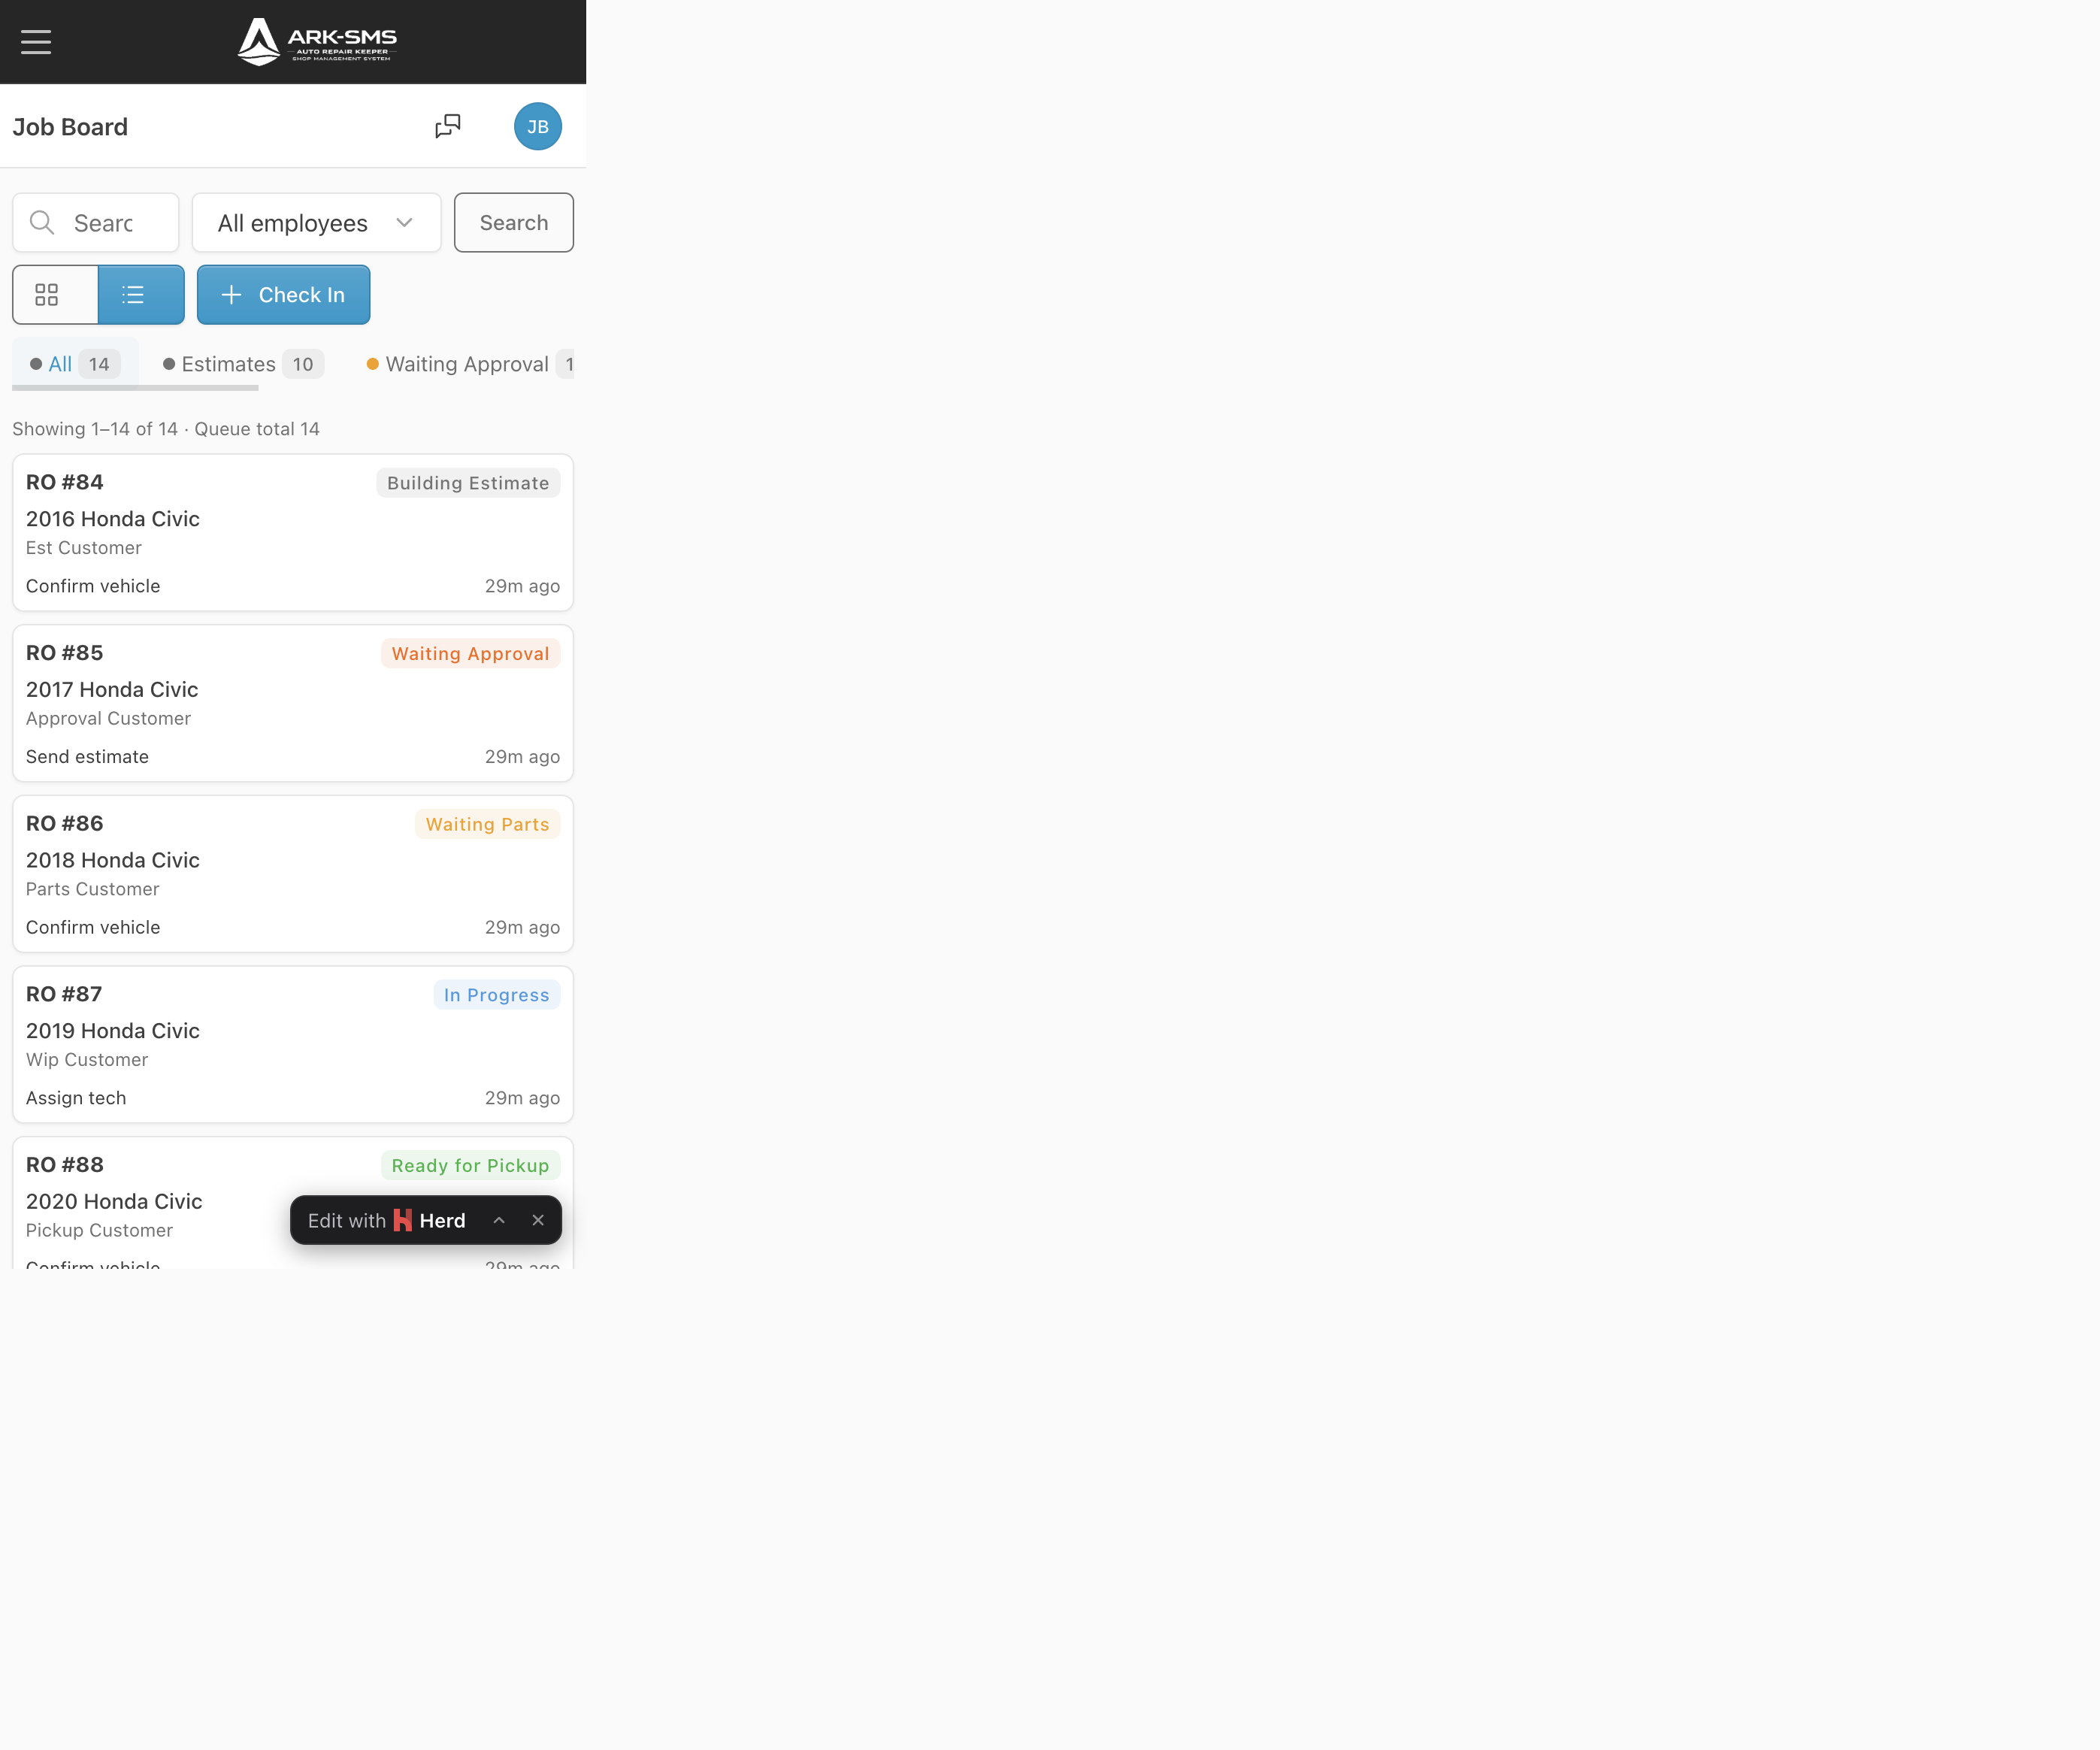 ARK-SMS
AUTO REPAIR KEEPER
SHOP MANAGEMENT SYSTEM
Job Board
JB
Searc
All employees
Search
Check In
All 14
Estimates 10
Waiting Approval 1
Showing 1–14 of 14 · Queue total 14
RO #84
Building Estimate
2016 Honda Civic
Est Customer
Confirm vehicle
29m ago
RO #85
Waiting Approval
2017 Honda Civic
Approval Customer
Send estimate
29m ago
RO #86
Waiting Parts
2018 Honda Civic
Parts Customer
Confirm vehicle
29m ago
RO #87
In Progress
2019 Honda Civic
Wip Customer
Assign tech
29m ago
RO #88
Ready for Pickup
2020 Honda Civic
Pickup Customer
Edit with Herd
Confirm vehicle
29m ago